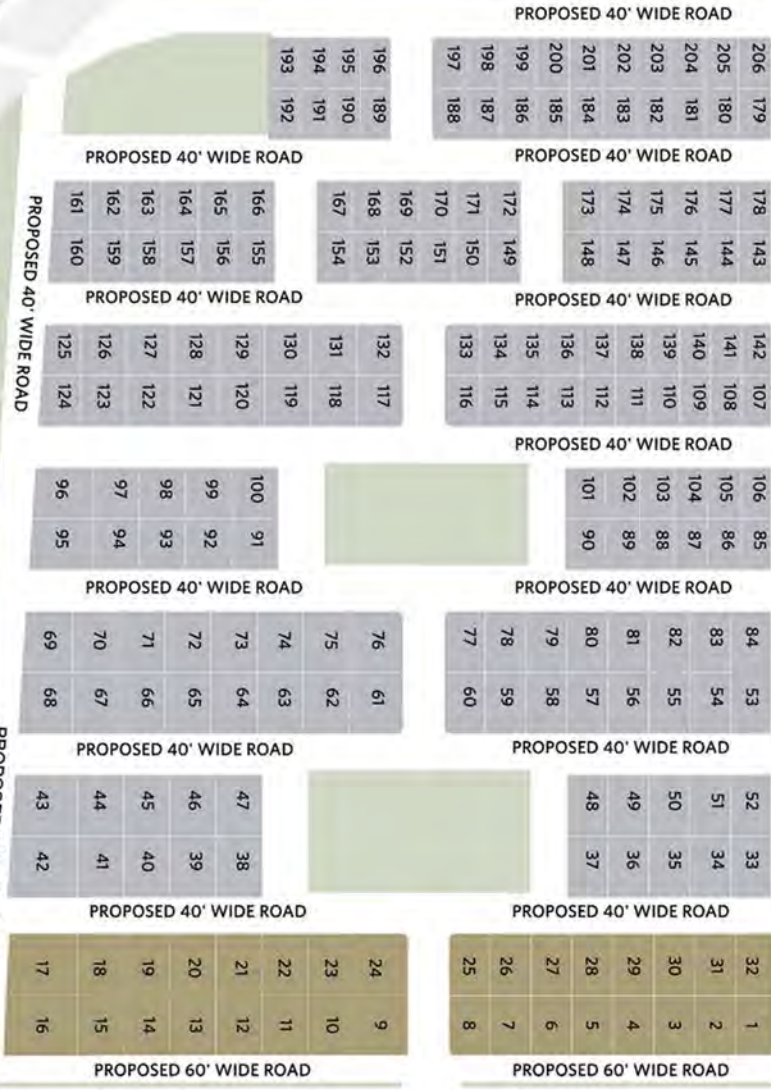 PROPOSED 40' WIDE ROAD
193 194 195 196
197 198 199 200 201 202 203 204 205 206
192 191 190 189
188 187 186 185 184 183 182 181 180 179
PROPOSED 40' WIDE ROAD
PROPOSED 40' WIDE ROAD
161 162 163 164 165 166
167 168 169 170 171 172
173 174 175 176 177 178
160 159 158 157 156 155
154 153 152 151 150 149
148 147 146 145 144 143
PROPOSED 40' WIDE ROAD
PROPOSED 40' WIDE ROAD
PROPOSED 40' WIDE ROAD
125 126 127 128 129 130 131 132
133 134 135 136 137 138 139 140 141 142
124 123 122 121 120 119 118 117
116 115 114 113 112 111 110 109 108 107
PROPOSED 40' WIDE ROAD
96 97 98 99 100
101 102 103 104 105 106
95 94 93 92 91
90 89 88 87 86 85
PROPOSED 40' WIDE ROAD
PROPOSED 40' WIDE ROAD
69 70 71 72 73 74 75 76
77 78 79 80 81 82 83 84
68 67 66 65 64 63 62 61
60 59 58 57 56 55 54 53
PROPOSED 40' WIDE ROAD
PROPOSED 40' WIDE ROAD
43 44 45 46 47
48 49 50 51 52
42 41 40 39 38
37 36 35 34 33
PROPOSED 40' WIDE ROAD
PROPOSED 40' WIDE ROAD
17 18 19 20 21 22 23 24
25 26 27 28 29 30 31 32
16 15 14 13 12 11 10 9
8 7 6 5 4 3 2 1
PROPOSED 60' WIDE ROAD
PROPOSED 60' WIDE ROAD